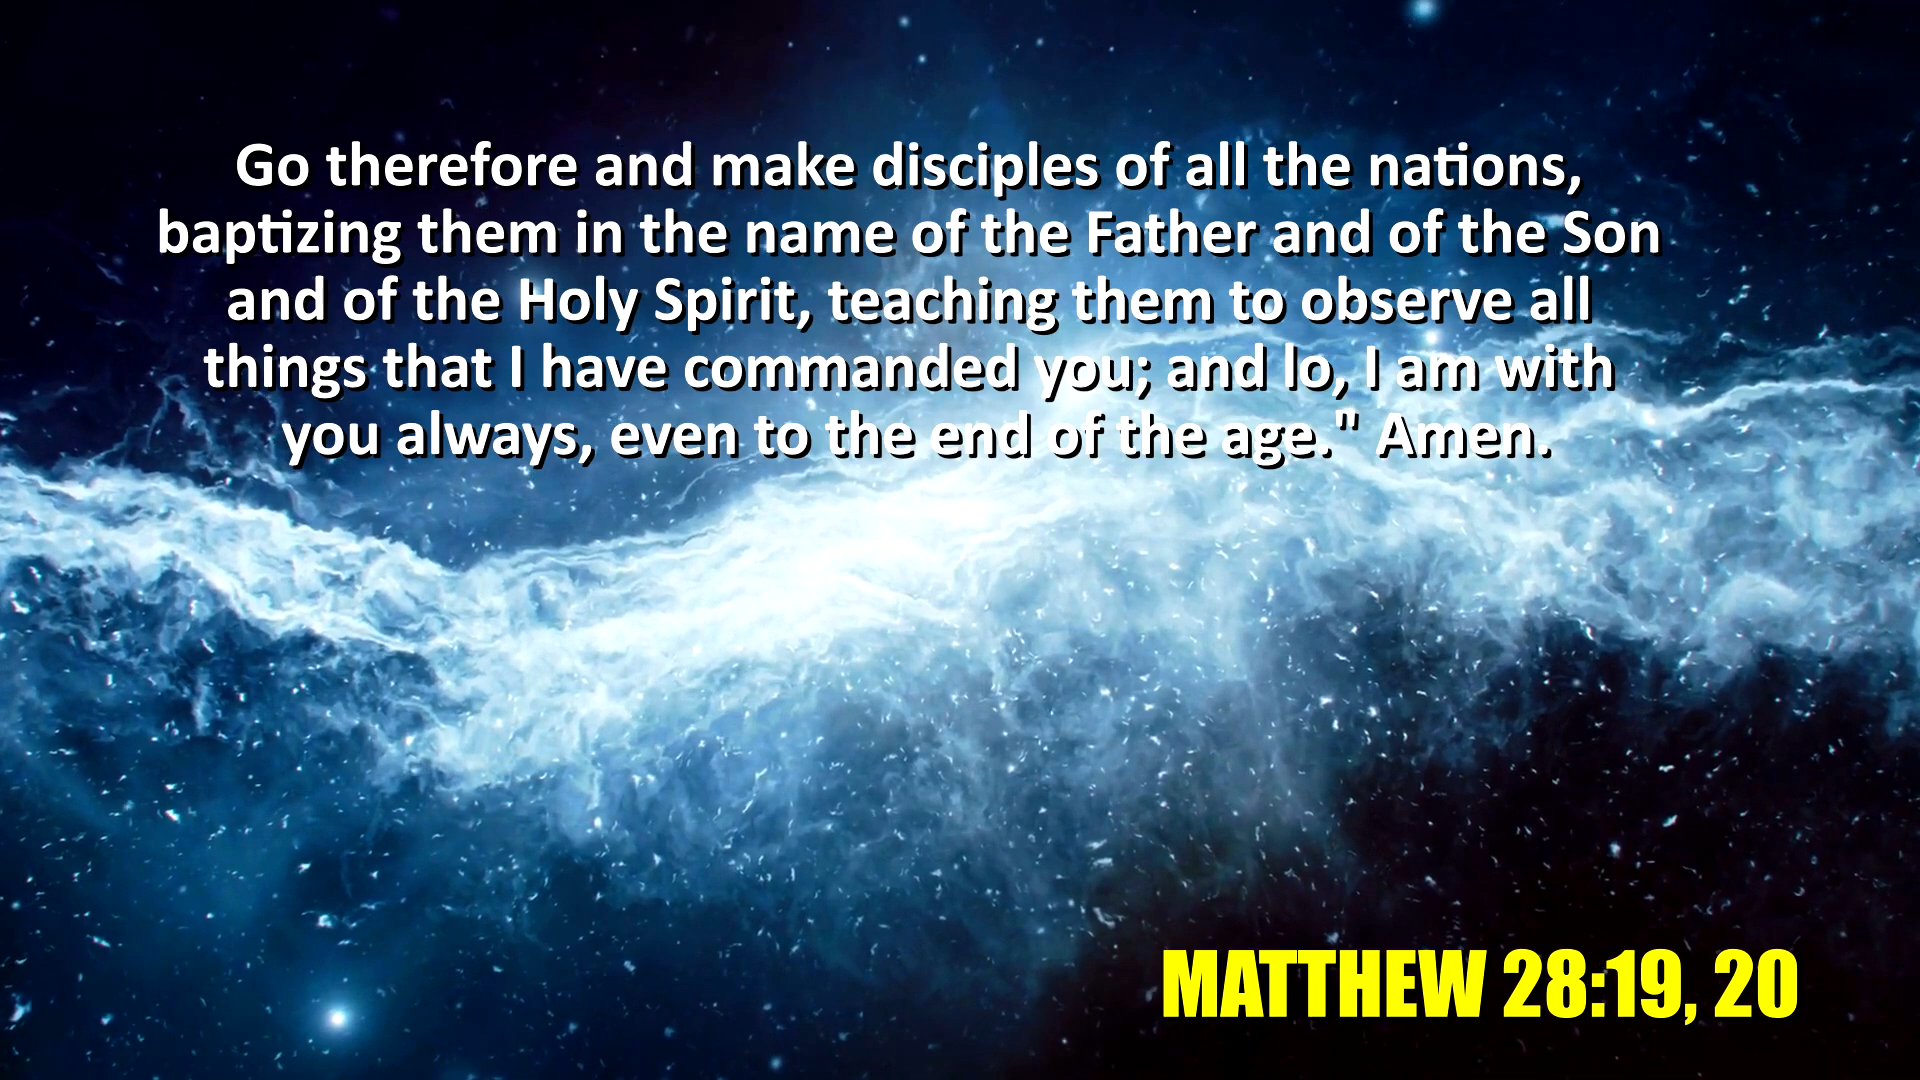 Go therefore and make disciples of all the nations,
baptizing them in the name of the Father and of the Son
and of the Holy Spirit, teaching them to observe all
things that I have commanded you; and lo, I am with
you always, even to the end of the age." Amen.
MATTHEW 28:19, 20